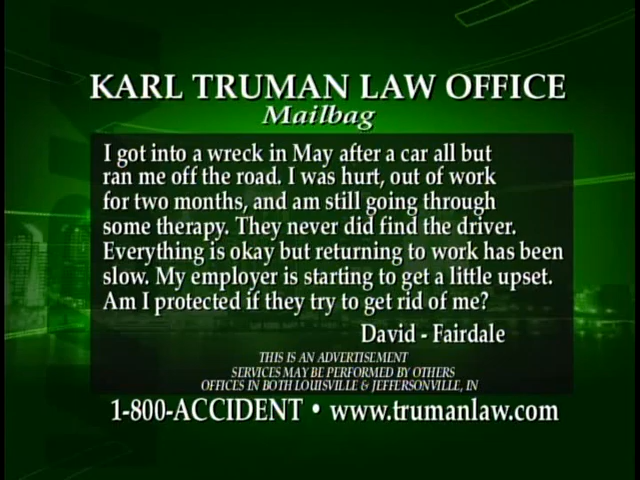 KARL TRUMAN LAW OFFICE
Mailbag
I got into a wreck in May after a car all but
ran me off the road. I was hurt, out of work
for two months, and am still going through
some therapy. They never did find the driver.
Everything is okay but returning to work has been
slow. My employer is starting to get a little upset.
Am I protected if they try to get rid of me?
David - Fairdale
THIS IS AN ADVERTISEMENT
SERVICES MAY BE PERFORMED BY OTHERS
OFFICES IN BOTH LOUISVILLE & JEFFERSONVILLE, IN
1-800-ACCIDENT • www.trumanlaw.com